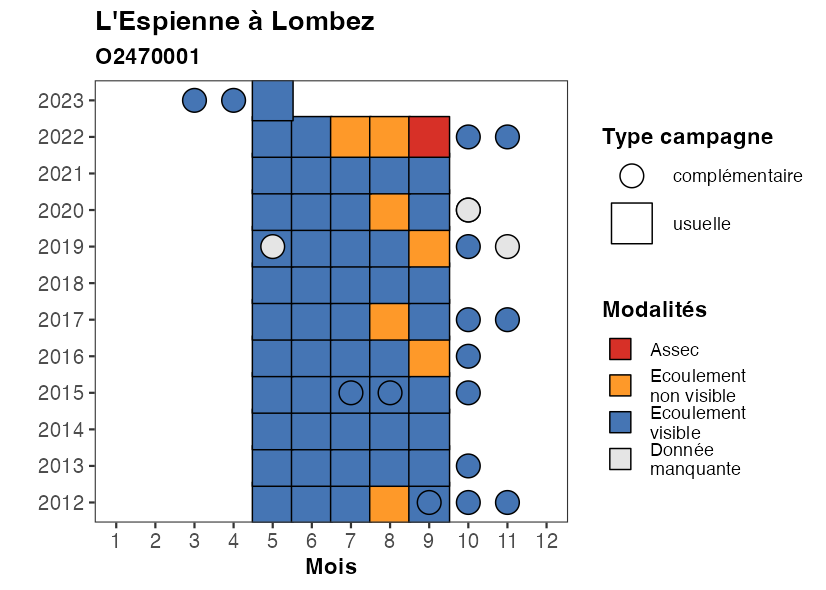 L'Espienne à Lombez
O2470001
2023
2022
2021
2020
2019
2018
2017
2016
2015
2014
2013
2012
1 2 3 4 5 6 7 8 9 10 11 12
Mois
Type campagne
complémentaire
usuelle
Modalités
Assec
Ecoulement
non visible
Ecoulement
visible
Donnée
manquante